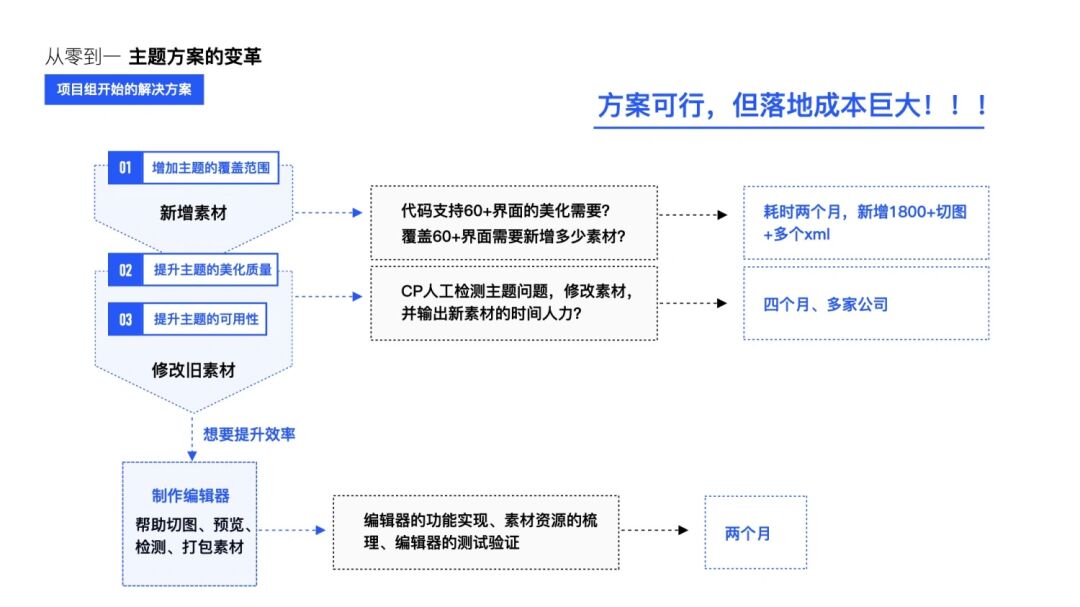 从零到一 主题方案的变革
项目组开始的解决方案
方案可行，但落地成本巨大！！！
01 增加主题的覆盖范围
新增素材
代码支持60+界面的美化需要？
覆盖60+界面需要新增多少素材？
耗时两个月，新增1800+切图
+多个xml
02 提升主题的美化质量
03 提升主题的可用性
修改旧素材
CP人工检测主题问题，修改素材，
并输出新素材的时间人力？
四个月、多家公司
想要提升效率
制作编辑器
帮助切图、预览、
检测、打包素材
编辑器的功能实现、素材资源的梳
理、编辑器的测试验证
两个月